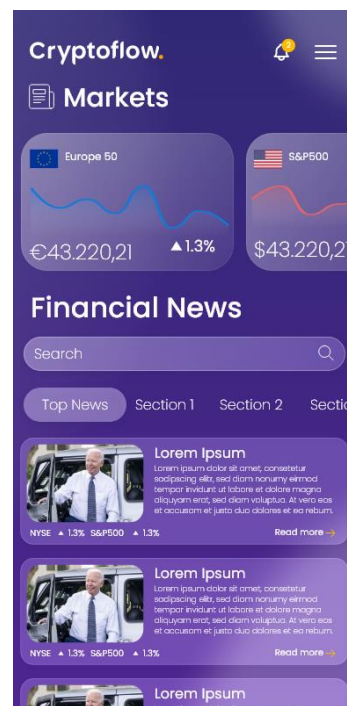 Cryptoflow.
2
Markets
Europe 50
S&P500
€43.220,21
▲1.3%
$43.220,2
Financial News
Search
Top News Section 1 Section 2 Sectio
Lorem Ipsum
Lorem ipsum dolor sit amet, consetetur
sadipscing elitr, sed diam nonumy eirmod
tempor invidunt ut labore et dolore magna
aliquyam erat, sed diam voluptua. At vero eos
et accusam et justo duo dolores et ea rebum.
NYSE ▲ 1.3% S&P500 ▲ 1.3% Read more →
Lorem Ipsum
Lorem ipsum dolor sit amet, consetetur
sadipscing elitr, sed diam nonumy eirmod
tempor invidunt ut labore et dolore magna
aliquyam erat, sed diam voluptua. At vero eos
et accusam et justo duo dolores et ea rebum.
NYSE ▲ 1.3% S&P500 ▲ 1.3% Read more →
Lorem Ipsum